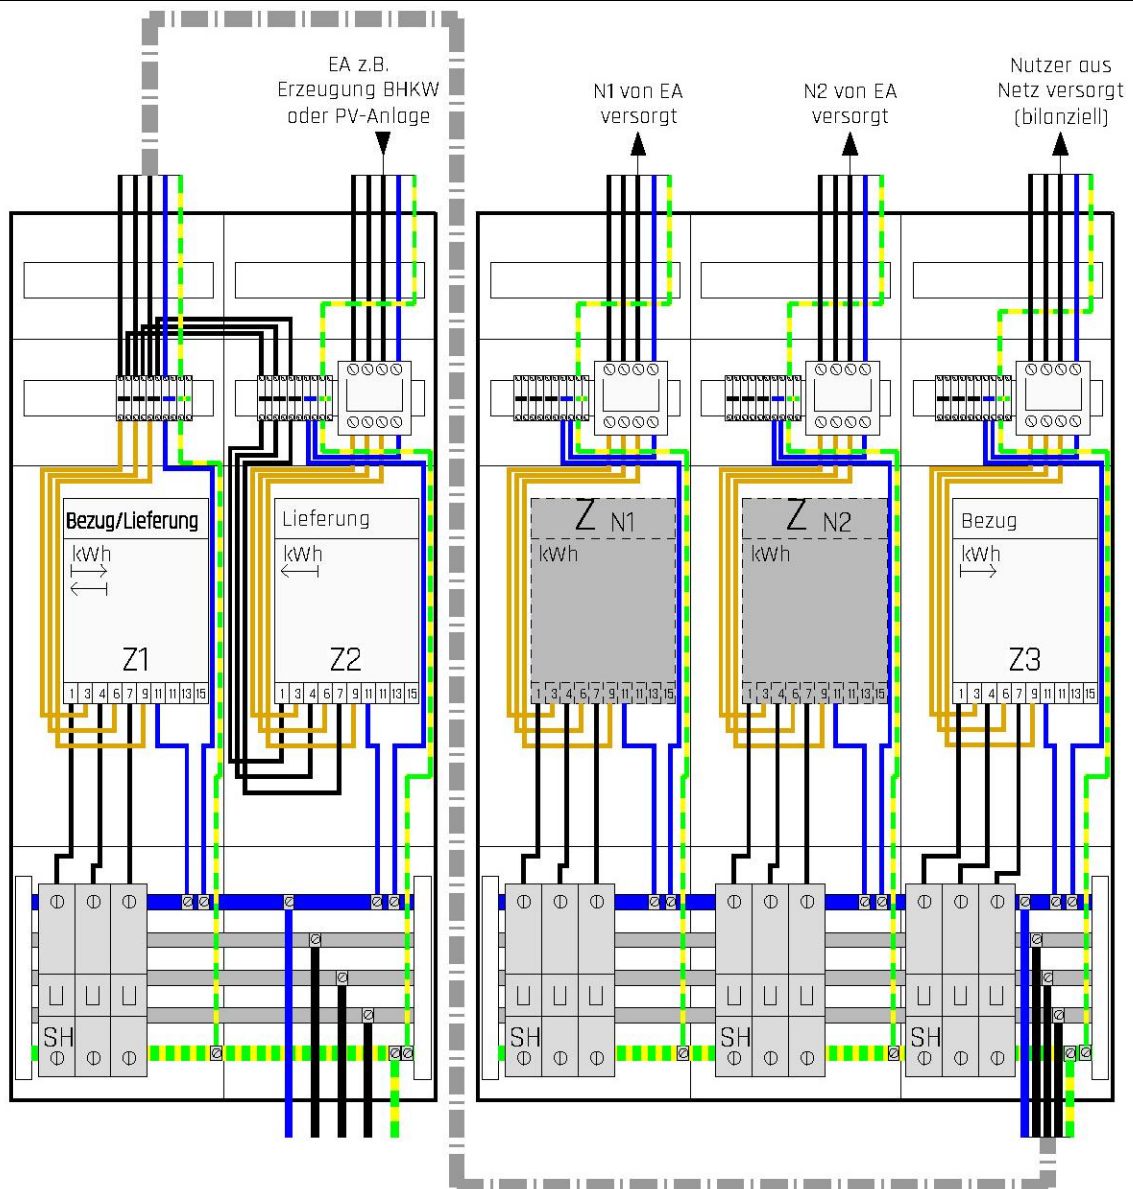 EA z.B.
Erzeugung BHKW
oder PV-Anlage
N1 von EA
versorgt
N2 von EA
versorgt
Nutzer aus
Netz versorgt
(bilanziell)
Bezug/Lieferung
kWh
Z1
1 3 4 6 7 9 11 11 13 15
Lieferung
kWh
Z2
1 3 4 6 7 9 11 11 13 15
Z N1
kWh
1 3 4 6 7 9 11 11 13 15
Z N2
kWh
1 3 4 6 7 9 11 11 13 15
Bezug
kWh
Z3
1 3 4 6 7 9 11 11 13 15
SH
SH
SH
SH